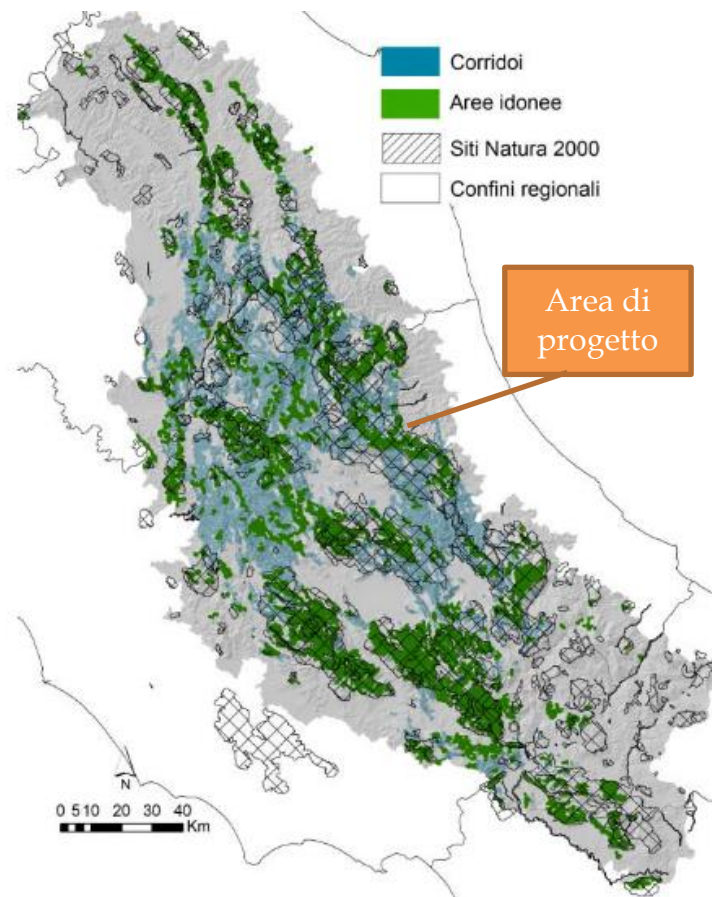 Corridoi
Aree idonee
Siti Natura 2000
Confini regionali
Area di
progetto
N
0 5 10 20 30 40
Km